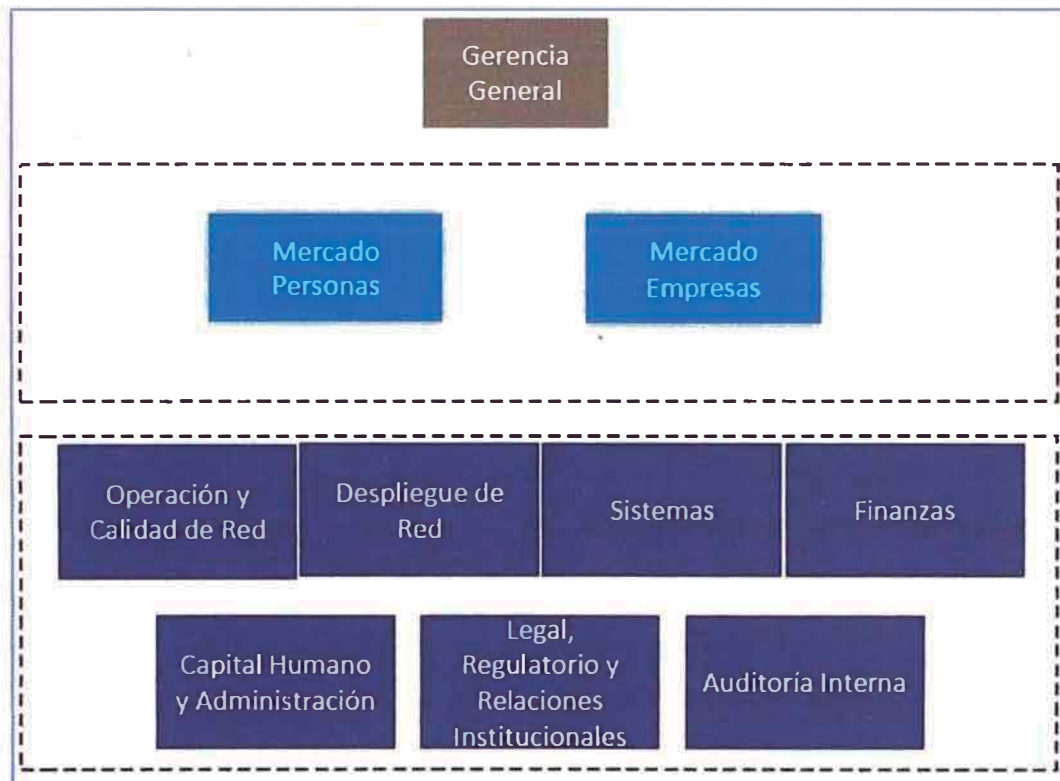 Gerencia
General
Mercado
Personas
Mercado
Empresas
Operación y
Calidad de Red
Despliegue de
Red
Sistemas
Finanzas
Capital Humano
y Administración
Legal,
Regulatorio y
Relaciones
Institucionales
Auditoría Interna